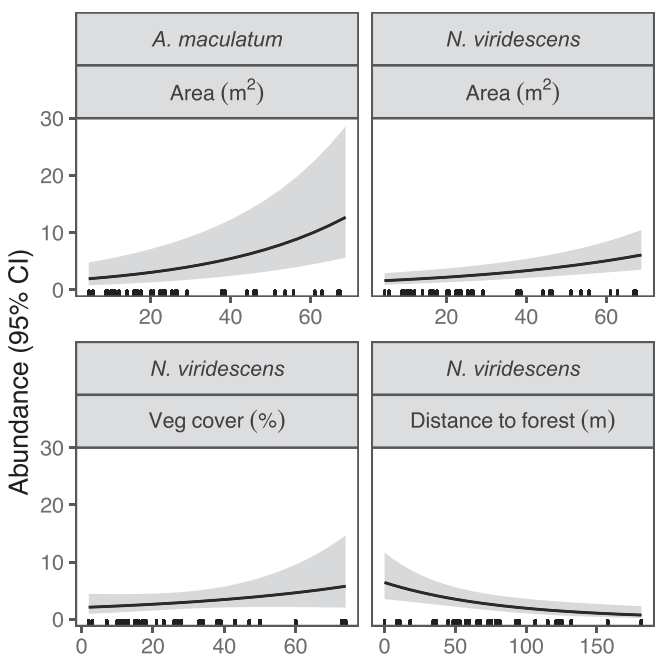 A. maculatum
N. viridescens
Area (m²)
Area (m²)
30
20
10
0
20
40
60
20
40
60
Abundance (95% CI)
N. viridescens
N. viridescens
Veg cover (%)
Distance to forest (m)
30
20
10
0
0
20
40
60
0
50
100
150